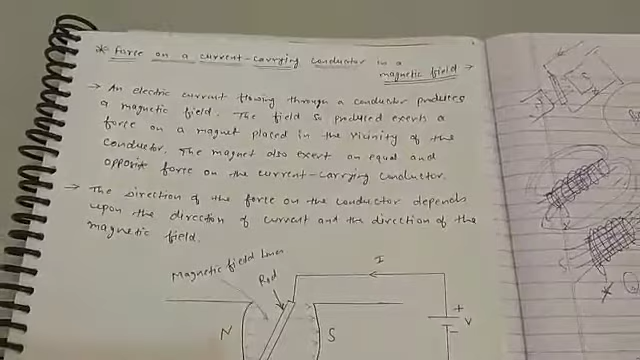 * Force on a current-carrying conductor in a
magnetic field →
→ An electric current flowing through a conductor produces
a magnetic field. The field so produced exerts a
force on a magnet placed in the vicinity of the
conductor. The magnet also exert an equal and
opposite force on the current-carrying conductor.
→ The direction of the force on the conductor depends
upon the direction of current and the direction of the
magnetic field.
Magnetic field lines
Rod
I
N
S
+
V
-